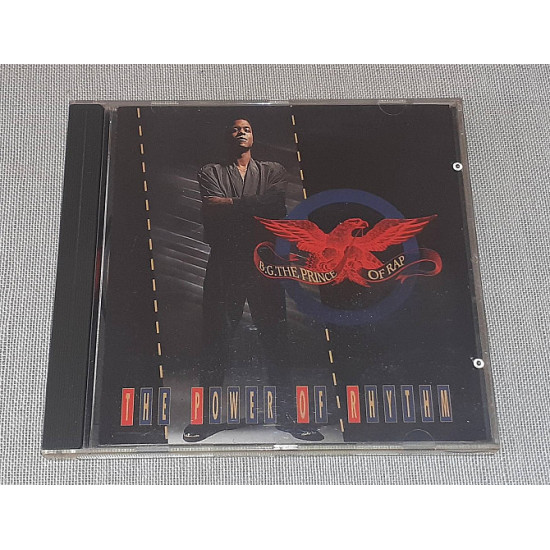 B.G. THE PRINCE OF RAP
THE POWER OF RHYTHM